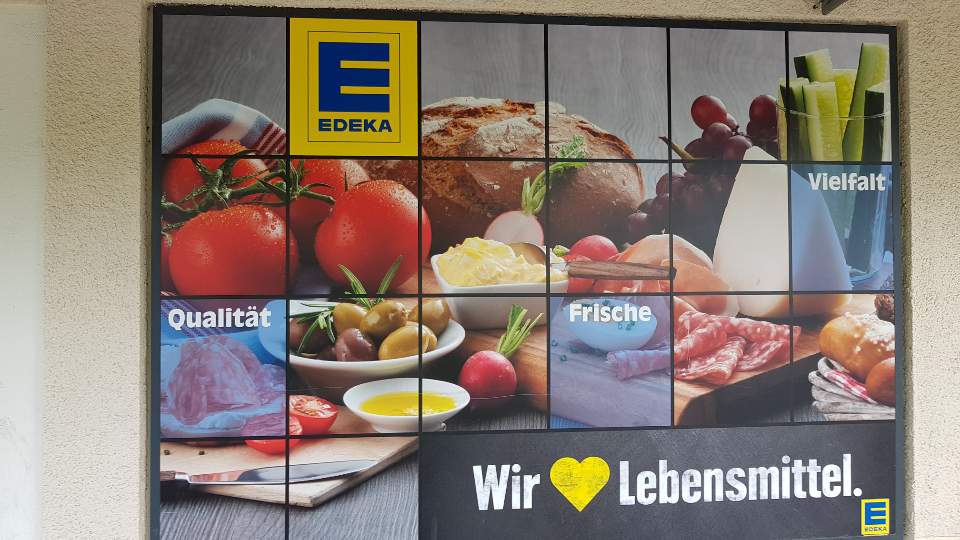 E
EDEKA
Vielfalt
Qualität
Frische
Wir 💛 Lebensmittel.
E
EDEKA